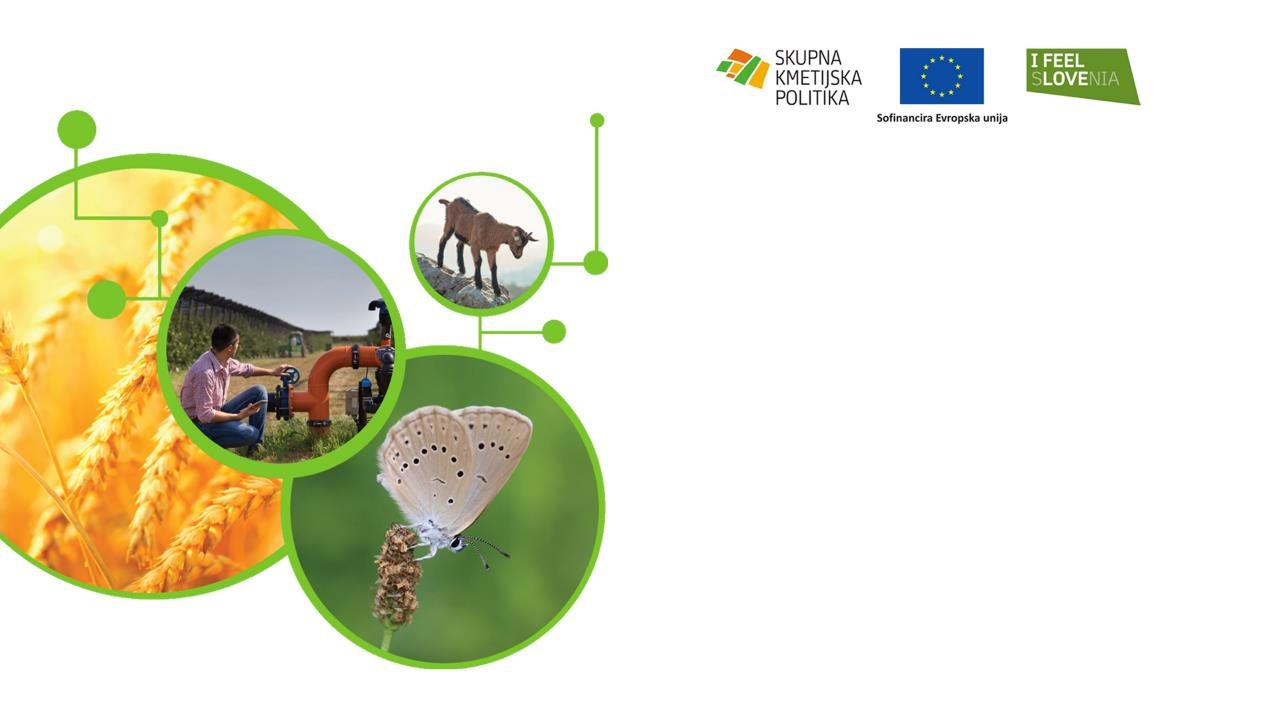 SKUPNA
KMETIJSKA
POLITIKA
Sofinancira Evropska unija
I FEEL
SLOVENIA